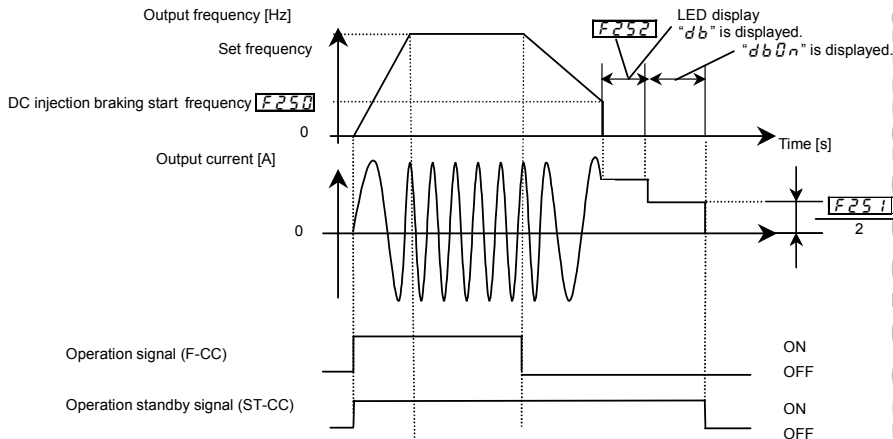 Output frequency [Hz]
LED display
F252
"db" is displayed.
Set frequency
"dbOn" is displayed.
DC injection braking start frequency F250
0
Time [s]
Output current [A]
F251
2
0
Operation signal (F-CC)
ON
OFF
Operation standby signal (ST-CC)
ON
OFF